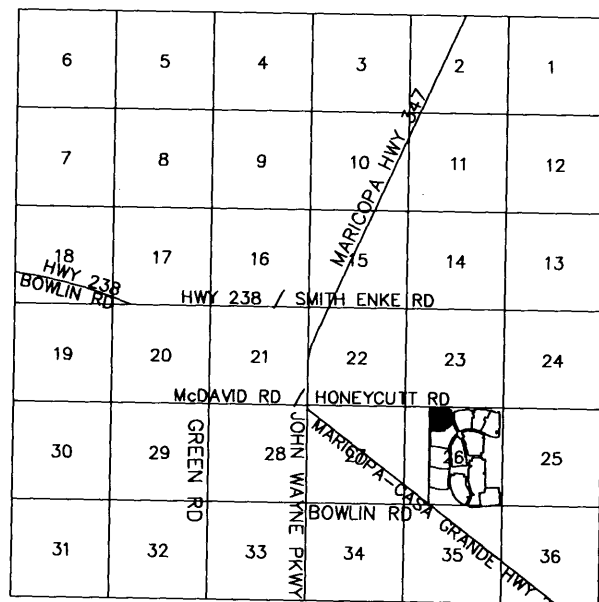 6 5 4 3 2 1
MARICOPA HWY 347
7 8 9 10 11 12
18 17 16 15 14 13
HWY 238
BOWLIN RD
HWY 238 / SMITH ENKE RD
19 20 21 22 23 24
McDAVID RD / HONEYCUTT RD
GREEN RD
JOHN WAYNE PKWY
MARICOPA-CASA GRANDE HWY
30 29 28 27 26 25
BOWLIN RD
31 32 33 34 35 36